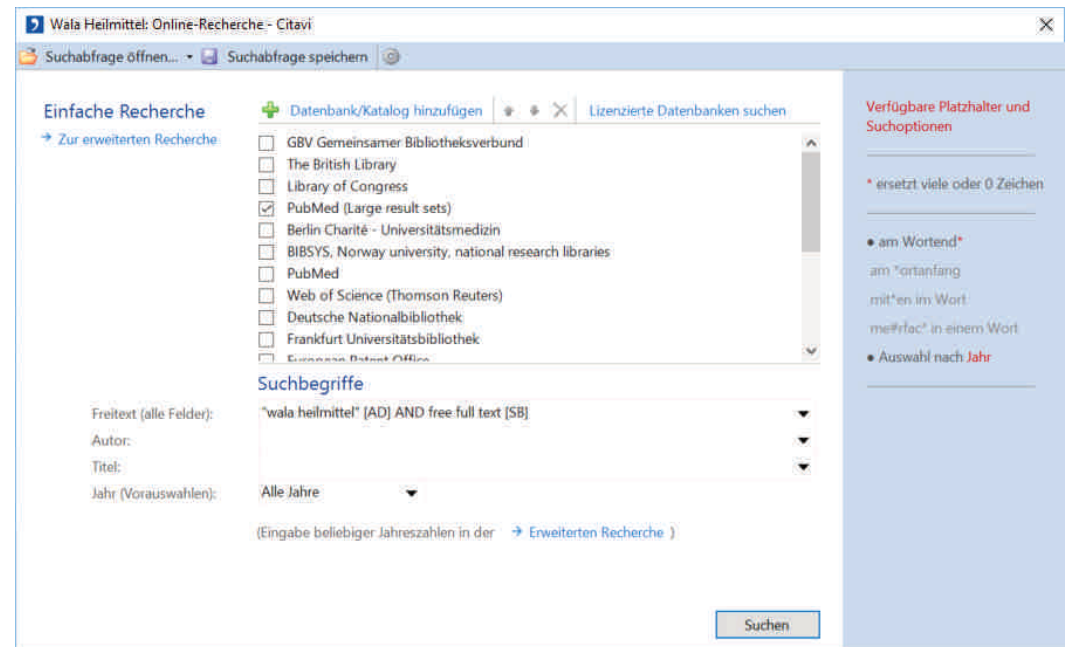 Wala Heilmittel: Online-Recherche - Citavi
Suchabfrage öffnen... Suchabfrage speichern
Einfache Recherche
Zur erweiterten Recherche
Datenbank/Katalog hinzufügen
Lizenzierte Datenbanken suchen
GBV Gemeinsamer Bibliotheksverbund
The British Library
Library of Congress
PubMed (Large result sets)
Berlin Charité - Universitätsmedizin
BIBSYS, Norway university, national research libraries
PubMed
Web of Science (Thomson Reuters)
Deutsche Nationalbibliothek
Frankfurt Universitätsbibliothek
European Patent Office
Suchbegriffe
Freitext (alle Felder): "wala heilmittel" [AD] AND free full text [SB]
Autor:
Titel:
Jahr (Vorauswahlen): Alle Jahre
(Eingabe beliebiger Jahreszahlen in der → Erweiterten Recherche )
Suchen
Verfügbare Platzhalter und
Suchoptionen
* ersetzt viele oder 0 Zeichen
● am Wortend*
am *ortanfang
mit*en im Wort
me#rfac* in einem Wort
● Auswahl nach Jahr